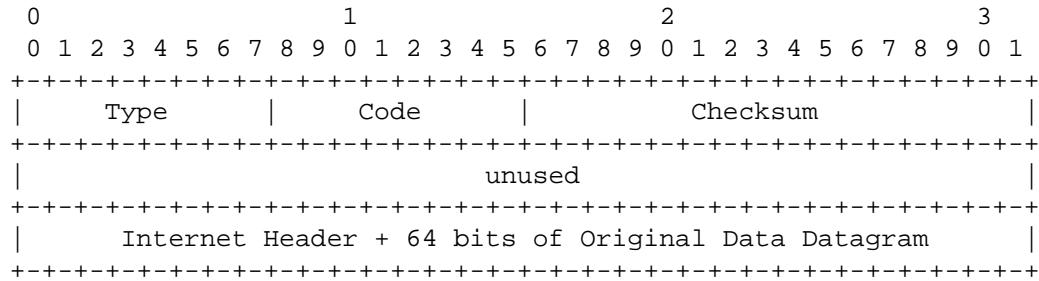 0                   1                   2                   3
 0 1 2 3 4 5 6 7 8 9 0 1 2 3 4 5 6 7 8 9 0 1 2 3 4 5 6 7 8 9 0 1
+-+-+-+-+-+-+-+-+-+-+-+-+-+-+-+-+-+-+-+-+-+-+-+-+-+-+-+-+-+-+-+-+
|     Type      |     Code      |          Checksum             |
+-+-+-+-+-+-+-+-+-+-+-+-+-+-+-+-+-+-+-+-+-+-+-+-+-+-+-+-+-+-+-+-+
|                             unused                            |
+-+-+-+-+-+-+-+-+-+-+-+-+-+-+-+-+-+-+-+-+-+-+-+-+-+-+-+-+-+-+-+-+
|      Internet Header + 64 bits of Original Data Datagram      |
+-+-+-+-+-+-+-+-+-+-+-+-+-+-+-+-+-+-+-+-+-+-+-+-+-+-+-+-+-+-+-+-+